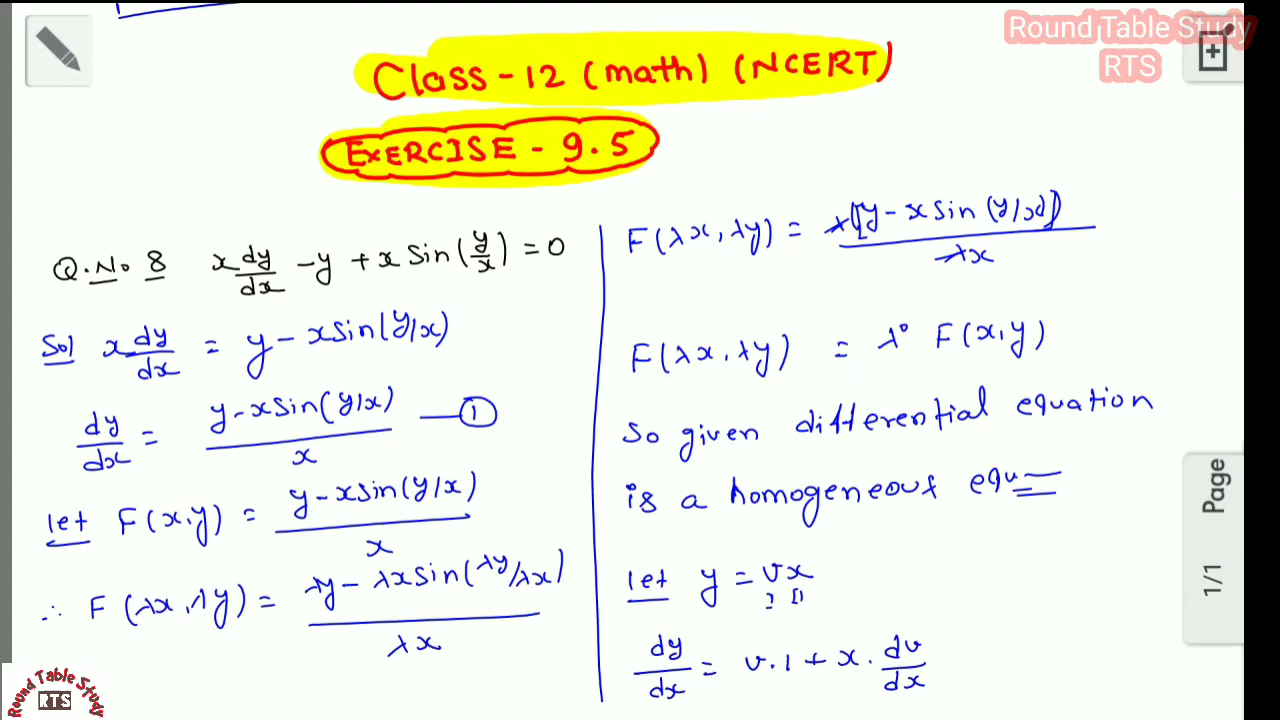 Round Table Study
RTS
Class-12 (math) (NCERT)
EXERCISE - 9.5
Q.No 8 x dy/dx - y + x sin(y/x) = 0
Sol x dy/dx = y - x sin(y/x)
dy/dx = (y - x sin(y/x))/x — ①
let F(x,y) = (y - x sin(y/x))/x
∴ F(λx, λy) = (λy - λx sin(λy/λx))/(λx)
F(λx, λy) = λ[y - x sin(y/x)]/(λx)
F(λx, λy) = λ° F(x,y)
So given differential equation
is a homogeneous equn
let y = vx
I II
dy/dx = v.1 + x. dv/dx
1/1 Page
Round Table Study
RTS